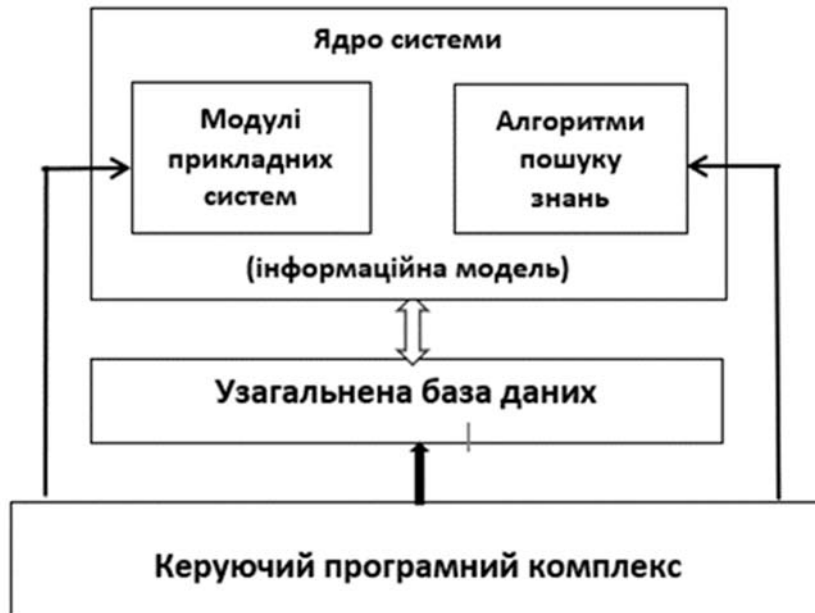 Ядро системи
Модулі
прикладних
систем
Алгоритми
пошуку
знань
(інформаційна модель)
Узагальнена база даних
Керуючий програмний комплекс